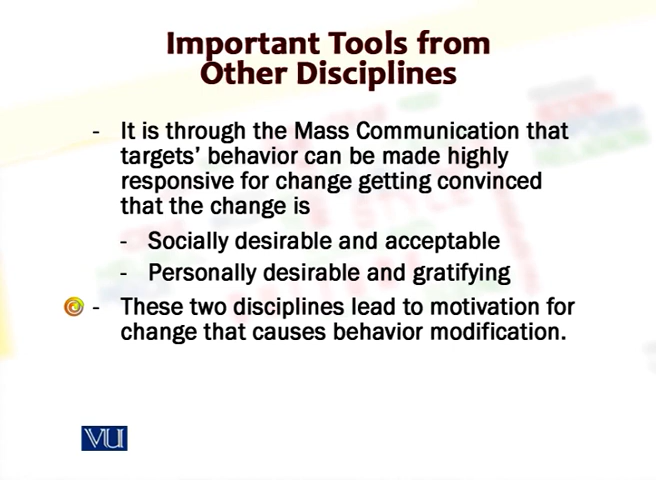 Important Tools from
Other Disciplines
- It is through the Mass Communication that
targets' behavior can be made highly
responsive for change getting convinced
that the change is
- Socially desirable and acceptable
- Personally desirable and gratifying
- These two disciplines lead to motivation for
change that causes behavior modification.
VU